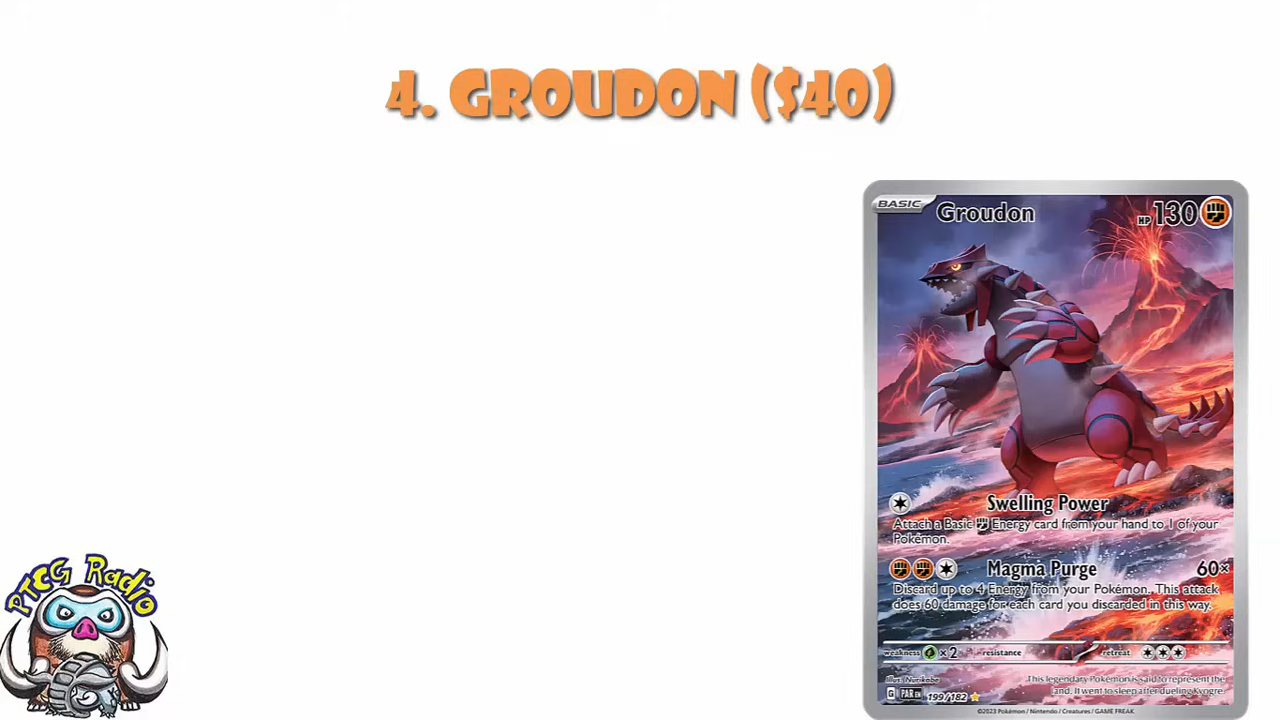 4. GROUDON ($40)
BASIC Groudon HP 130
Swelling Power
Attach a Basic Energy card from your hand to 1 of your
Pokémon.
Magma Purge 60×
Discard up to 4 Energy from your Pokémon. This attack
does 60 damage for each card you discarded in this way.
weakness ×2 resistance retreat
Illus. Nurikabe
G PAR EN 199/182
This legendary Pokémon is said to represent the
land. It went to sleep after dueling Kyogre.
©2023 Pokémon / Nintendo / Creatures / GAME FREAK
PTCG Radio